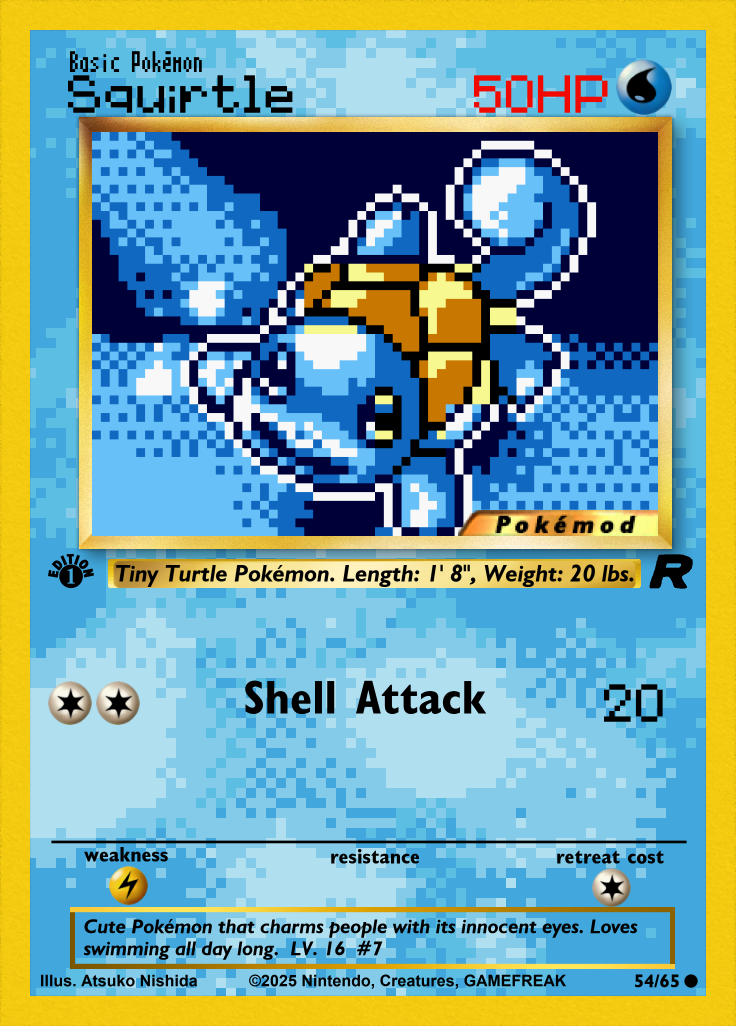 Basic Pokémon
Squirtle 50HP
Pokémod
EDITION
1
Tiny Turtle Pokémon. Length: 1' 8", Weight: 20 lbs. R
Shell Attack 20
weakness resistance retreat cost
Cute Pokémon that charms people with its innocent eyes. Loves
swimming all day long. LV. 16 #7
Illus. Atsuko Nishida ©2025 Nintendo, Creatures, GAMEFREAK 54/65